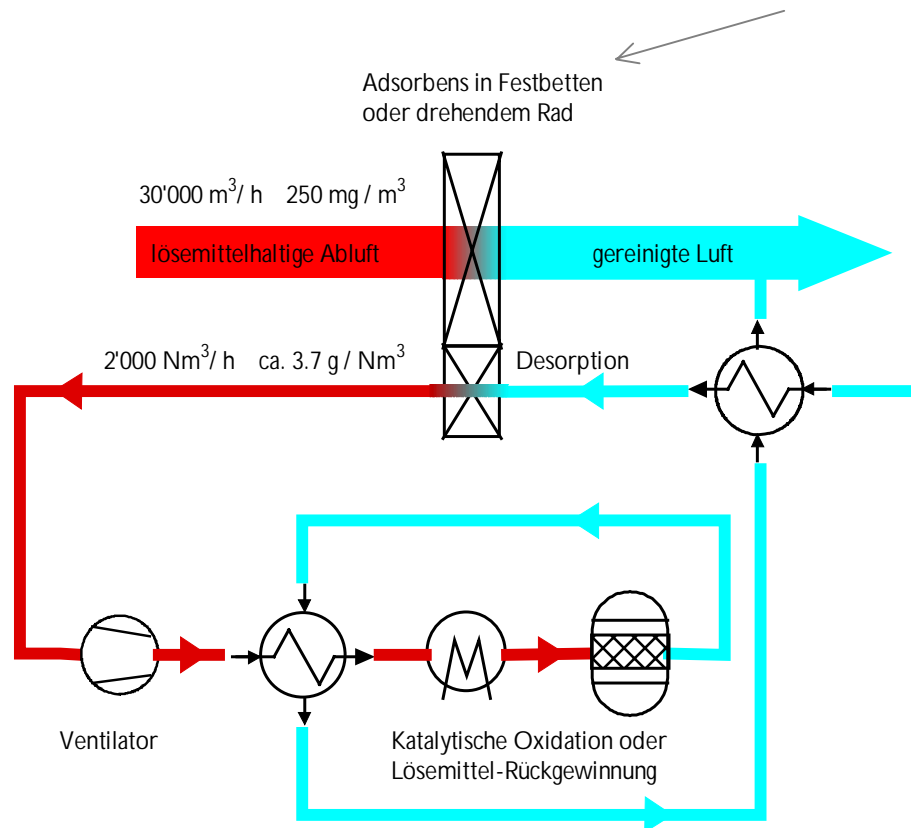 Adsorbens in Festbetten
oder drehendem Rad
30'000 m³/ h 250 mg / m³
lösemittelhaltige Abluft
gereinigte Luft
2'000 Nm³/ h ca. 3.7 g / Nm³
Desorption
Ventilator
Katalytische Oxidation oder
Lösemittel-Rückgewinnung